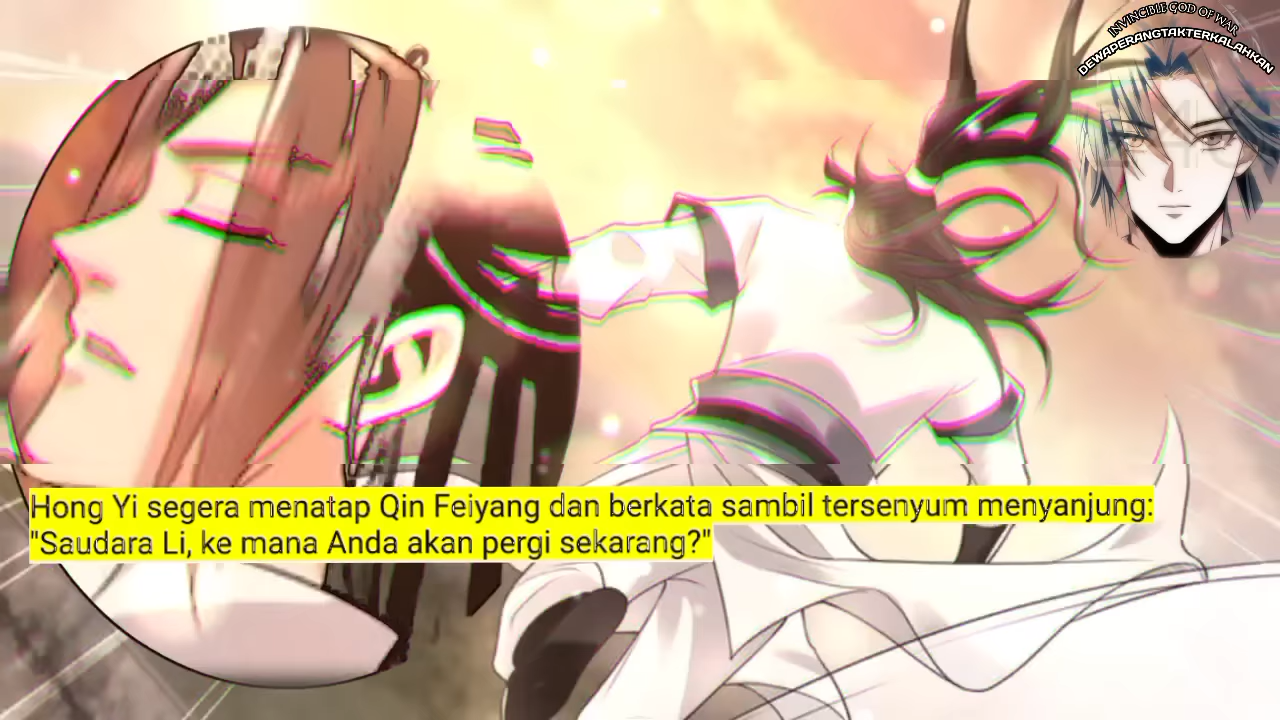 INVINCIBLE GOD OF WAR
DEWAPERANGTAKTERKALAHKAN
Hong Yi segera menatap Qin Feiyang dan berkata sambil tersenyum menyanjung:
"Saudara Li, ke mana Anda akan pergi sekarang?"